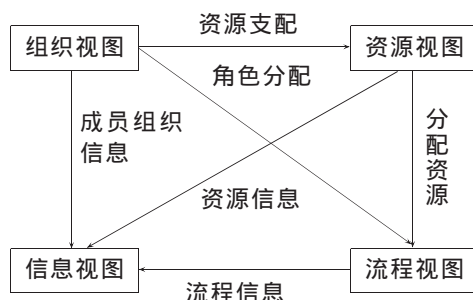 资源支配
组织视图
资源视图
角色分配
成员组织
信息
分配资源
资源信息
信息视图
流程视图
流程信息